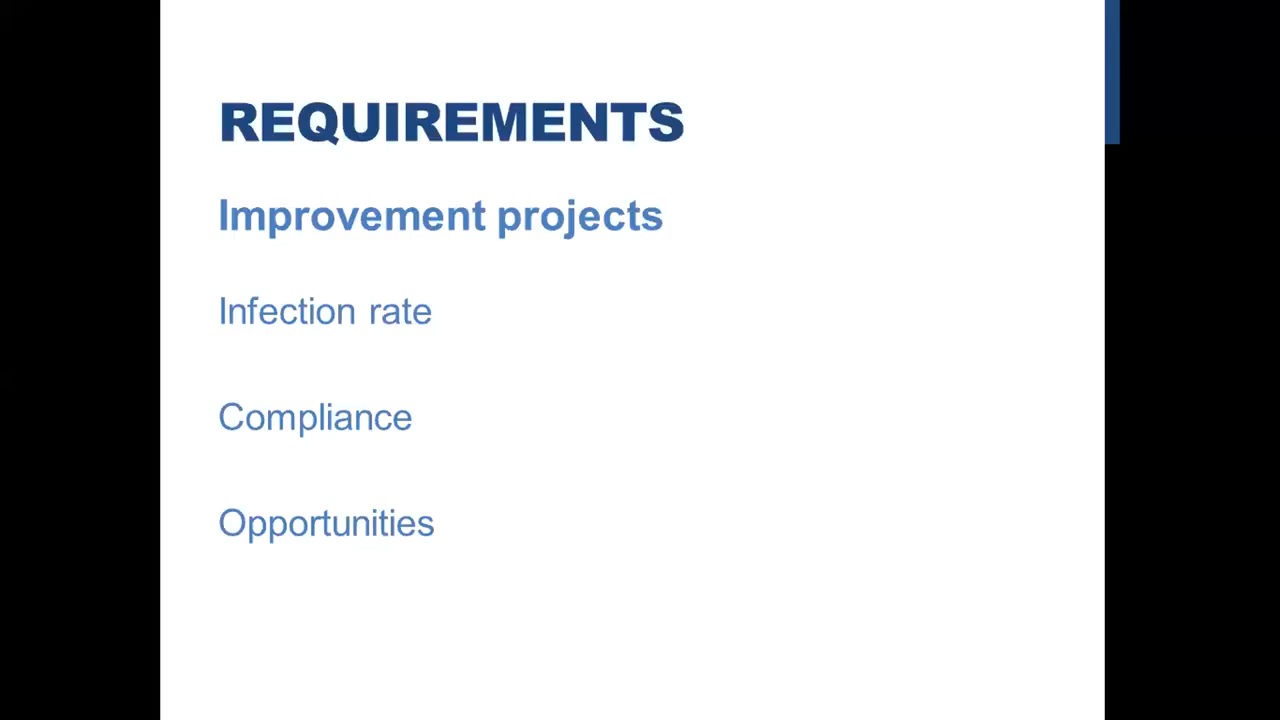 REQUIREMENTS
Improvement projects
Infection rate
Compliance
Opportunities